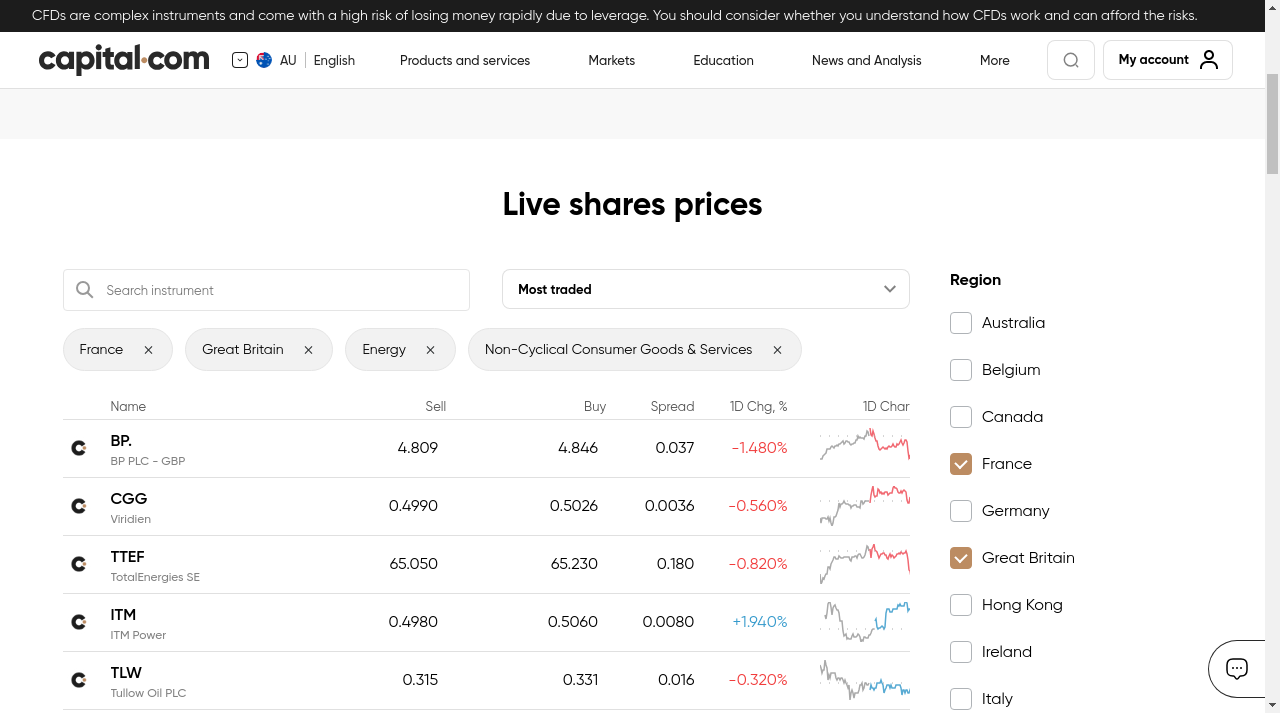 CFDs are complex instruments and come with a high risk of losing money rapidly due to leverage. You should consider whether you understand how CFDs work and can afford the risks.
capital.com AU English Products and services Markets Education News and Analysis More My account
Live shares prices
Search instrument Most traded
France × Great Britain × Energy × Non-Cyclical Consumer Goods & Services ×
Name Sell Buy Spread 1D Chg, % 1D Char
BP. 4.809 4.846 0.037 -1.480%
BP PLC - GBP
CGG 0.4990 0.5026 0.0036 -0.560%
Viridien
TTEF 65.050 65.230 0.180 -0.820%
TotalEnergies SE
ITM 0.4980 0.5060 0.0080 +1.940%
ITM Power
TLW 0.315 0.331 0.016 -0.320%
Tullow Oil PLC
Region
Australia
Belgium
Canada
France
Germany
Great Britain
Hong Kong
Ireland
Italy